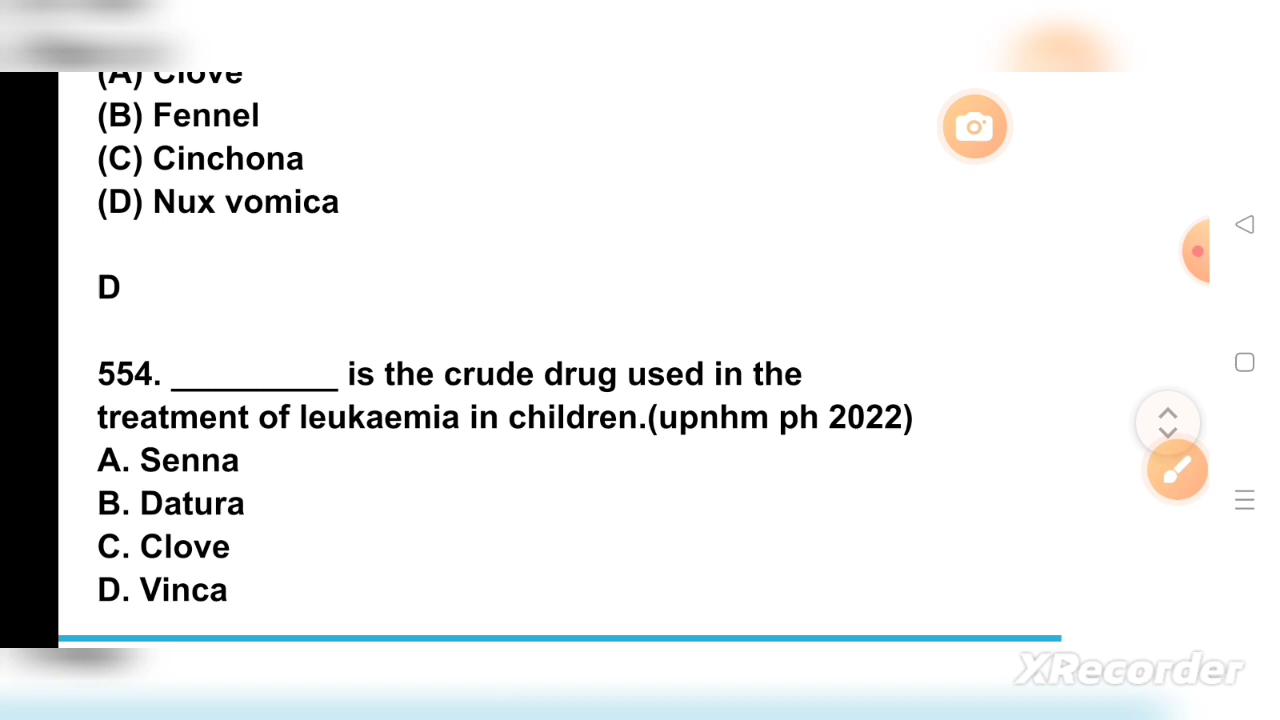 (A) Clove
(B) Fennel
(C) Cinchona
(D) Nux vomica
D
554. _________ is the crude drug used in the
treatment of leukaemia in children.(upnhm ph 2022)
A. Senna
B. Datura
C. Clove
D. Vinca
XRecorder